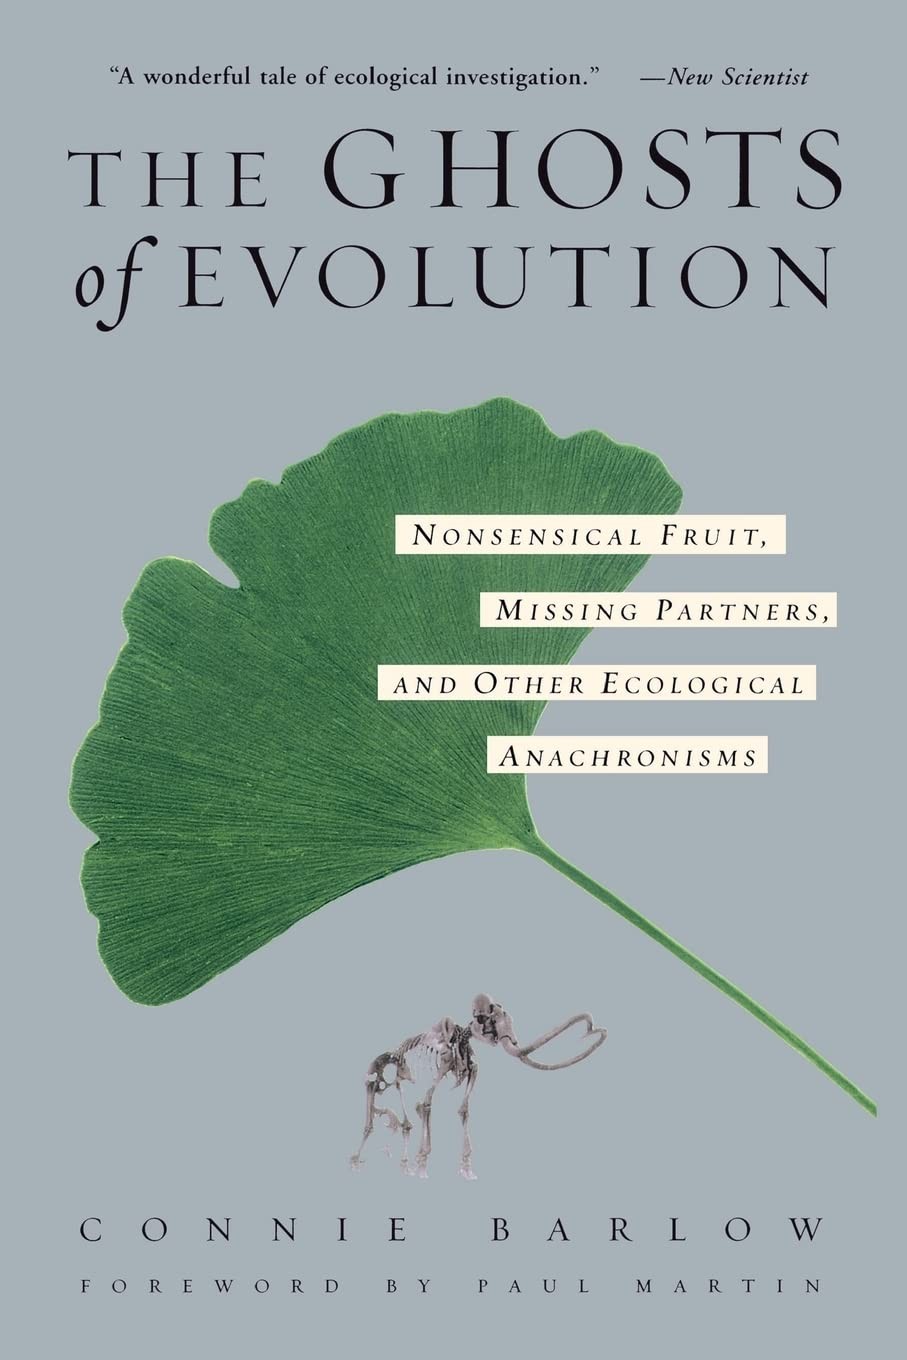 “A wonderful tale of ecological investigation.” —New Scientist
THE GHOSTS
of EVOLUTION
NONSENSICAL FRUIT,
MISSING PARTNERS,
AND OTHER ECOLOGICAL
ANACHRONISMS
CONNIE BARLOW
FOREWORD BY PAUL MARTIN